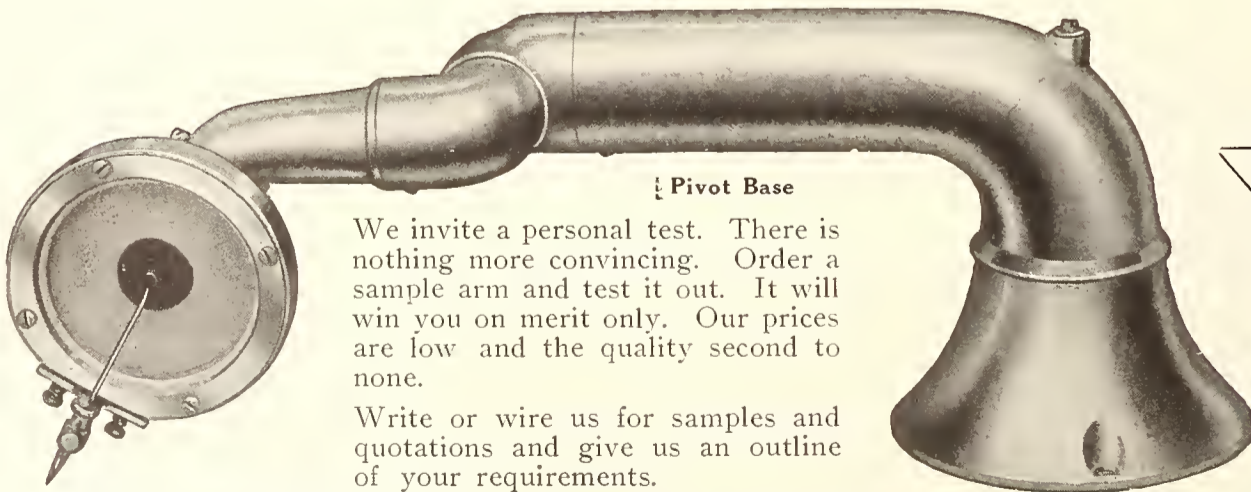 Pivot Base
We invite a personal test. There is
nothing more convincing. Order a
sample arm and test it out. It will
win you on merit only. Our prices
are low and the quality second to
none.
Write or wire us for samples and
quotations and give us an outline
of your requirements.